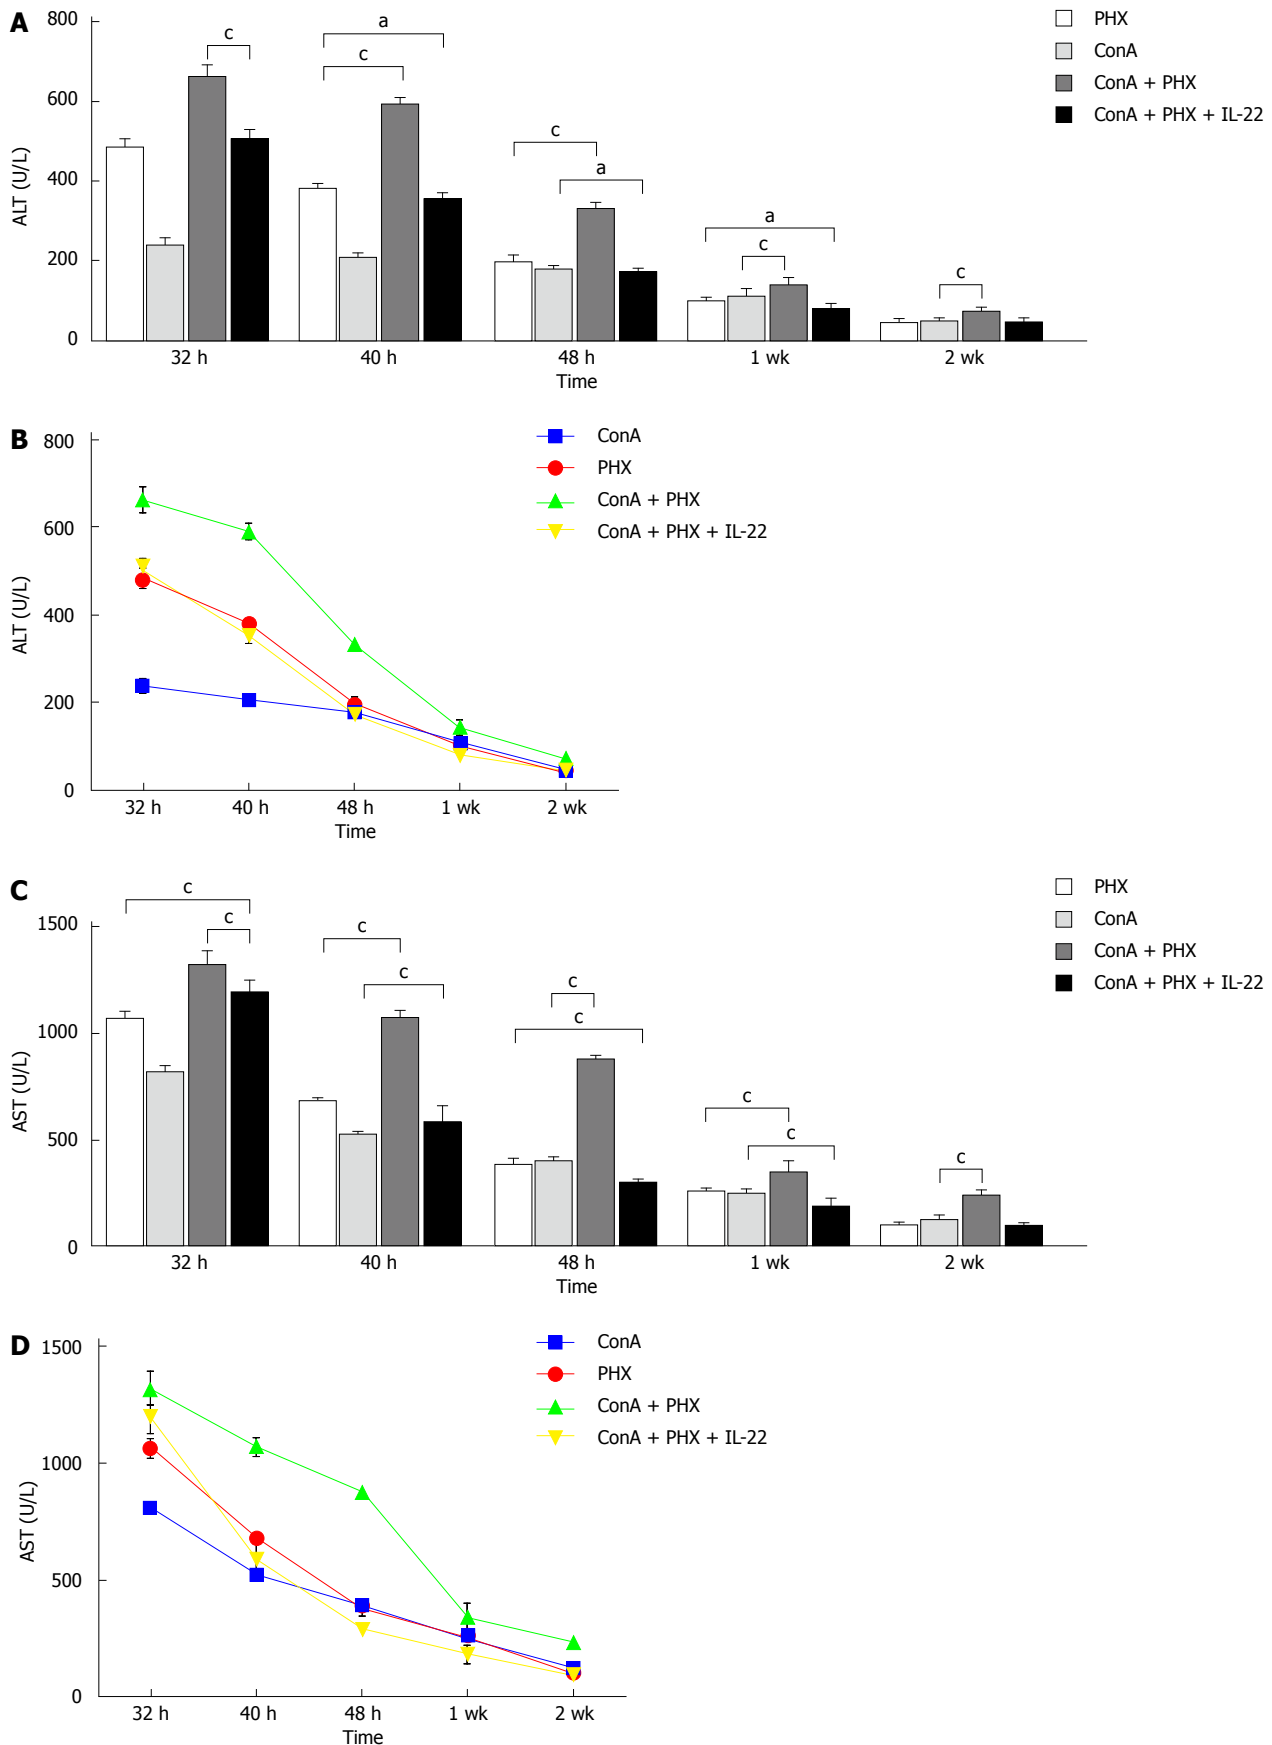 A
800
600
400
200
0
ALT (U/L)
c
a
c
c
a
a
c
c
PHX
ConA
ConA + PHX
ConA + PHX + IL-22
32 h 40 h 48 h 1 wk 2 wk
Time
B
800
600
400
200
0
ALT (U/L)
ConA
PHX
ConA + PHX
ConA + PHX + IL-22
32 h 40 h 48 h 1 wk 2 wk
Time
C
1500
1000
500
0
AST (U/L)
c
c
c
c
c
c
c
c
c
PHX
ConA
ConA + PHX
ConA + PHX + IL-22
32 h 40 h 48 h 1 wk 2 wk
Time
D
1500
1000
500
0
AST (U/L)
ConA
PHX
ConA + PHX
ConA + PHX + IL-22
32 h 40 h 48 h 1 wk 2 wk
Time